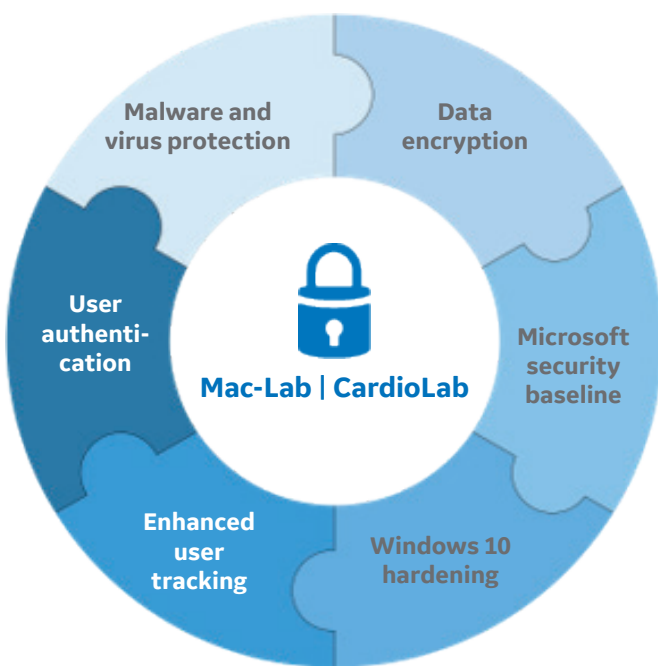 Malware and
virus protection
Data
encryption
User
authenti-
cation
Mac-Lab | CardioLab
Microsoft
security
baseline
Enhanced
user
tracking
Windows 10
hardening